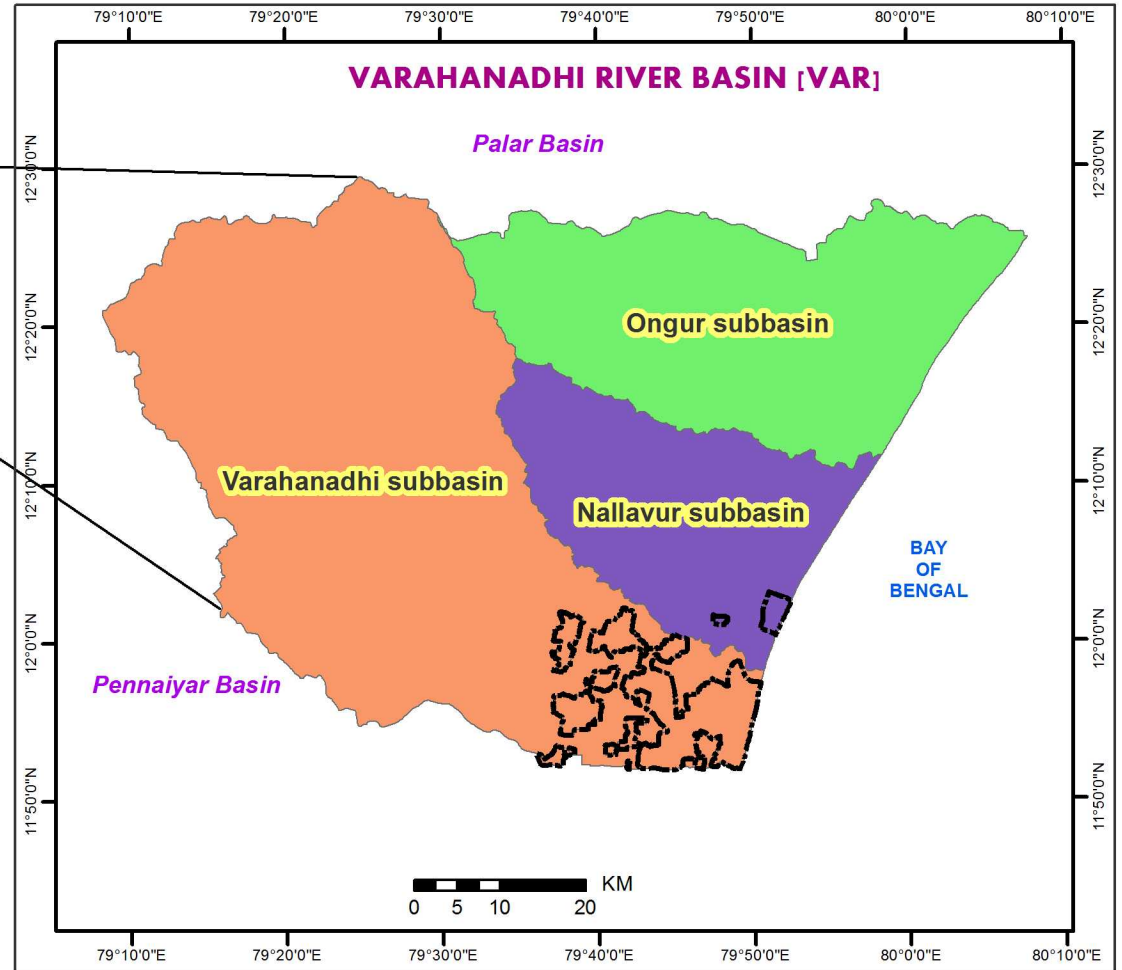 79°10'0"E 79°20'0"E 79°30'0"E 79°40'0"E 79°50'0"E 80°0'0"E 80°10'0"E
VARAHANADHI RIVER BASIN [VAR]
Palar Basin
12°30'0"N
12°30'0"N
Ongur subbasin
12°20'0"N
12°20'0"N
Varahanadhi subbasin
12°10'0"N
12°10'0"N
Nallavur subbasin
BAY
OF
BENGAL
12°0'0"N
12°0'0"N
Pennaiyar Basin
11°50'0"N
11°50'0"N
KM
0 5 10 20
79°10'0"E 79°20'0"E 79°30'0"E 79°40'0"E 79°50'0"E 80°0'0"E 80°10'0"E